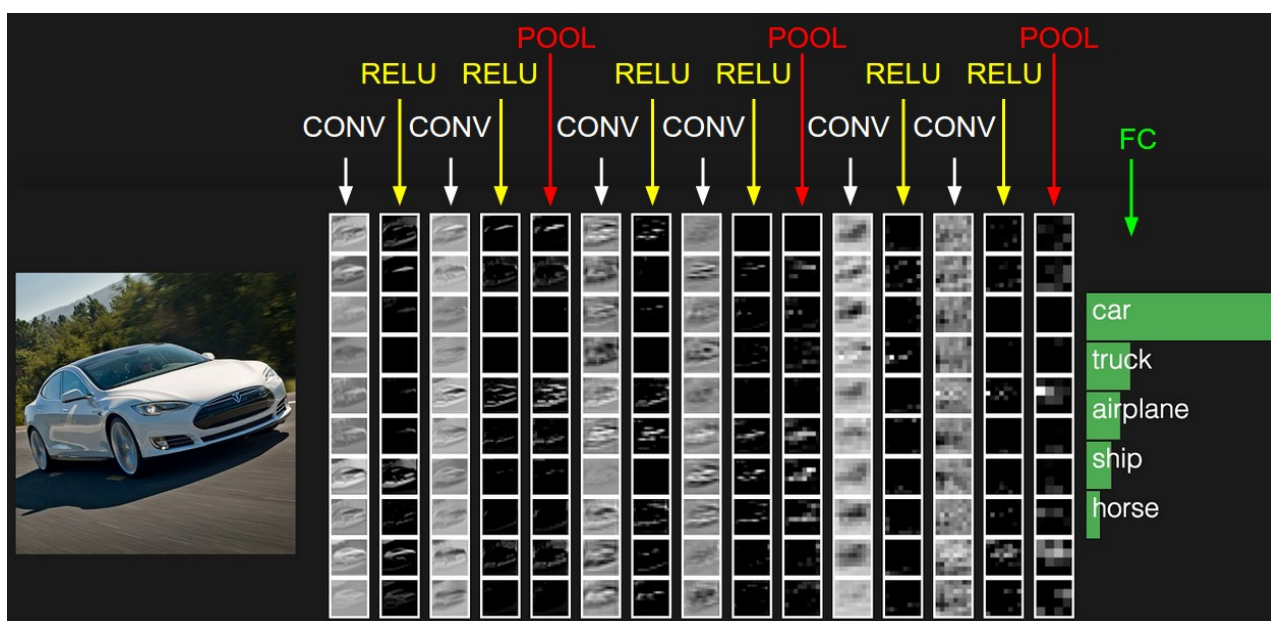 POOL POOL POOL
RELU RELU RELU RELU RELU RELU
CONV CONV CONV CONV CONV CONV
FC
car
truck
airplane
ship
horse